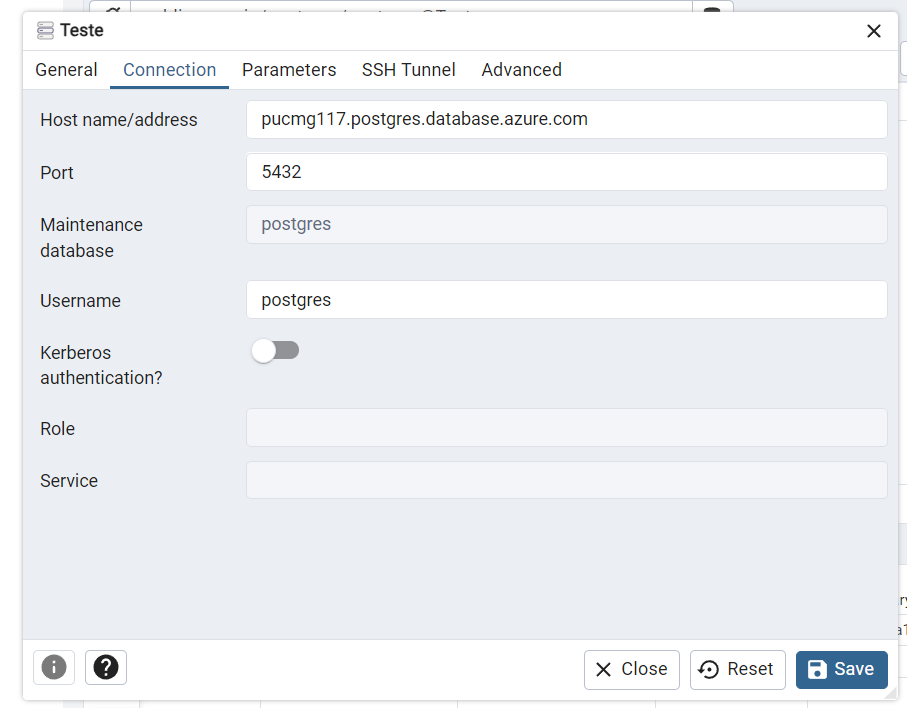 Teste
General Connection Parameters SSH Tunnel Advanced
Host name/address pucmg117.postgres.database.azure.com
Port 5432
Maintenance
database
postgres
Username postgres
Kerberos
authentication?
Role
Service
Close Reset Save